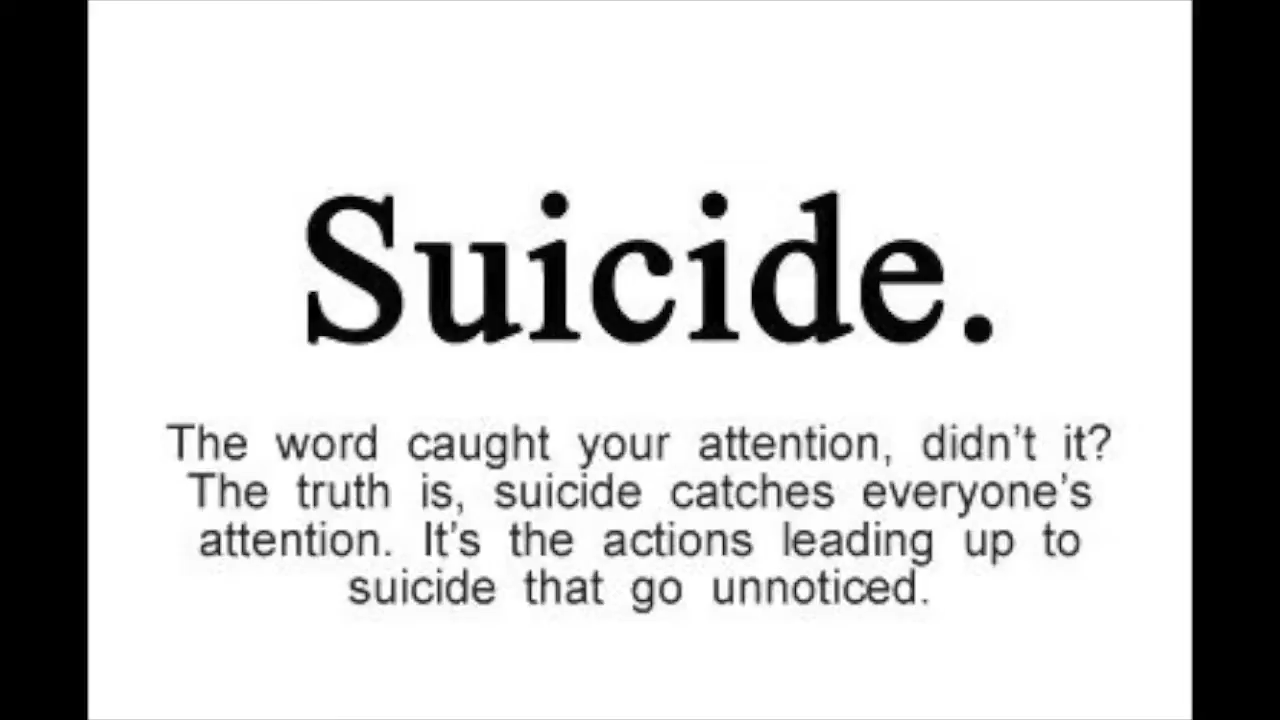 Suicide.
The word caught your attention, didn't it?
The truth is, suicide catches everyone's
attention. It's the actions leading up to
suicide that go unnoticed.